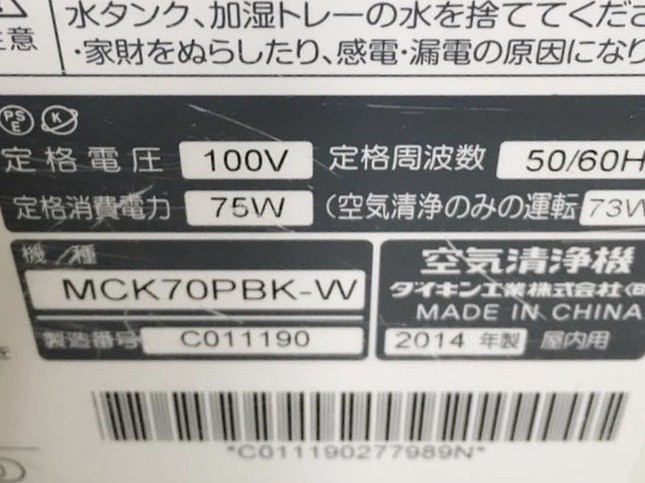 水タンク、加湿トレーの水を捨ててくださ
注意
・家財をぬらしたり、感電・漏電の原因になり
PSE K
定格電圧 100V 定格周波数 50/60H
定格消費電力 75W (空気清浄のみの運転 73W
機種
空気清浄機
MCK70PBK-W
ダイキン工業株式会社
MADE IN CHINA
製造番号 C011190
2014 年製 屋内用
*C011190277989N*